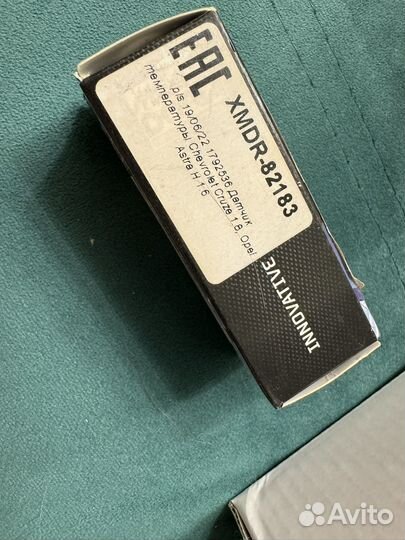 EAC
XMDR-82183
p/s 19/06/22 1792536 Датчик
температуры Chevrolet Cruze 1.8, Opel
Astra H 1.6
INNOVATIVE
Avito